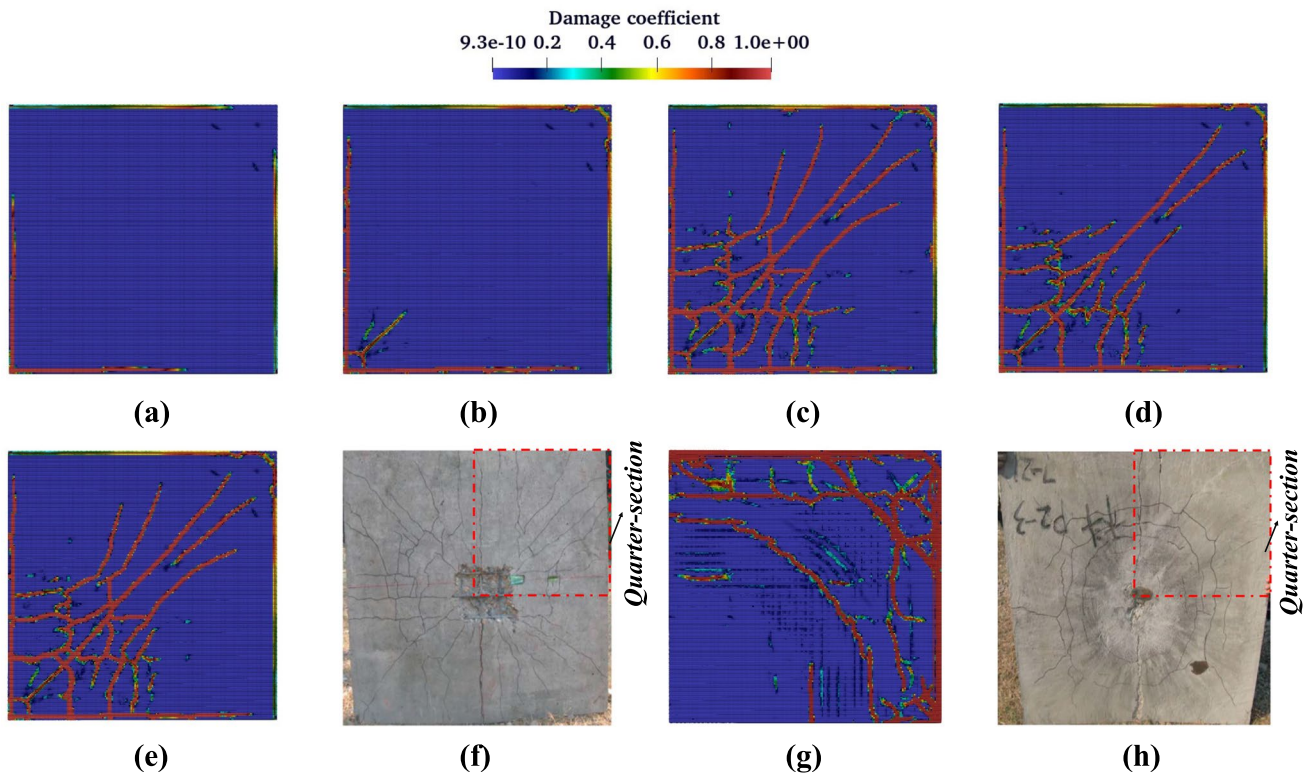 Damage coefficient
9.3e-10 0.2 0.4 0.6 0.8 1.0e+00
(a) (b) (c) (d)
Quarter-section
Quarter-section
(e) (f) (g) (h)